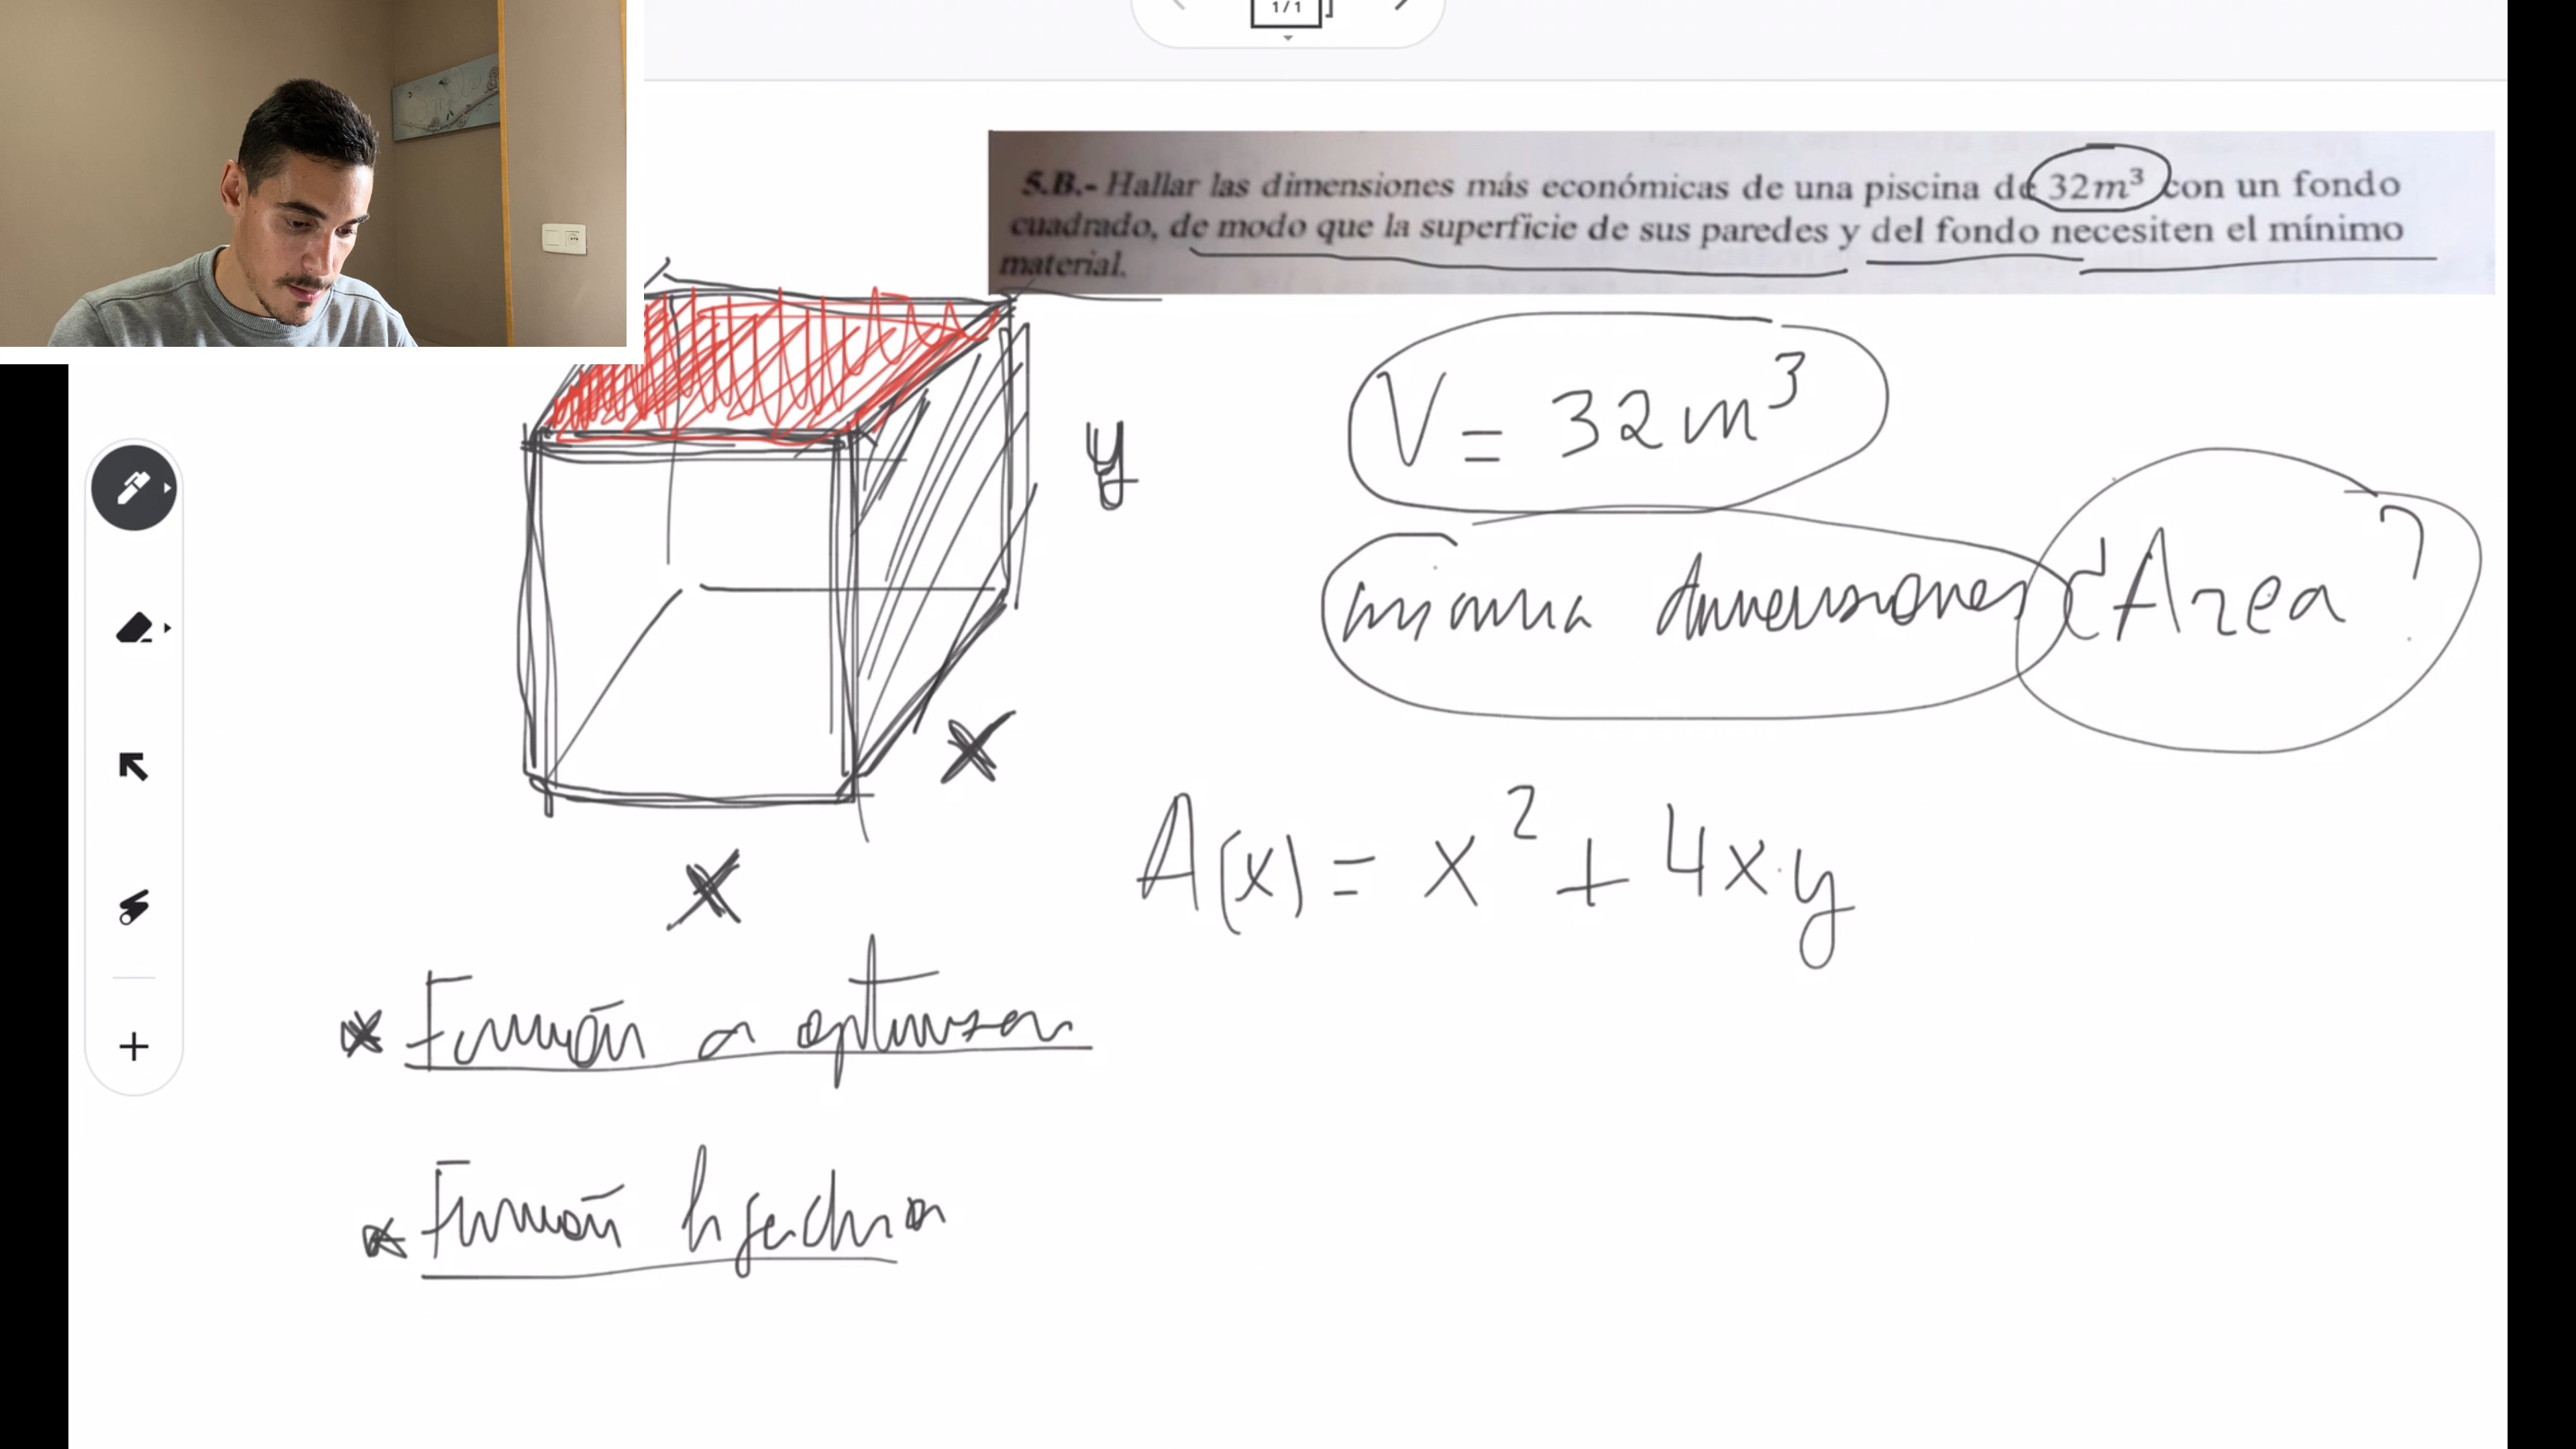 1/1
5.B.- Hallar las dimensiones más económicas de una piscina de 32m³ con un fondo
cuadrado, de modo que la superficie de sus paredes y del fondo necesiten el mínimo
material.
V = 32m³
y
dimensiones ¿Area?
x
A(x) = x² + 4x·y
x
* Función a optimizar
* Función